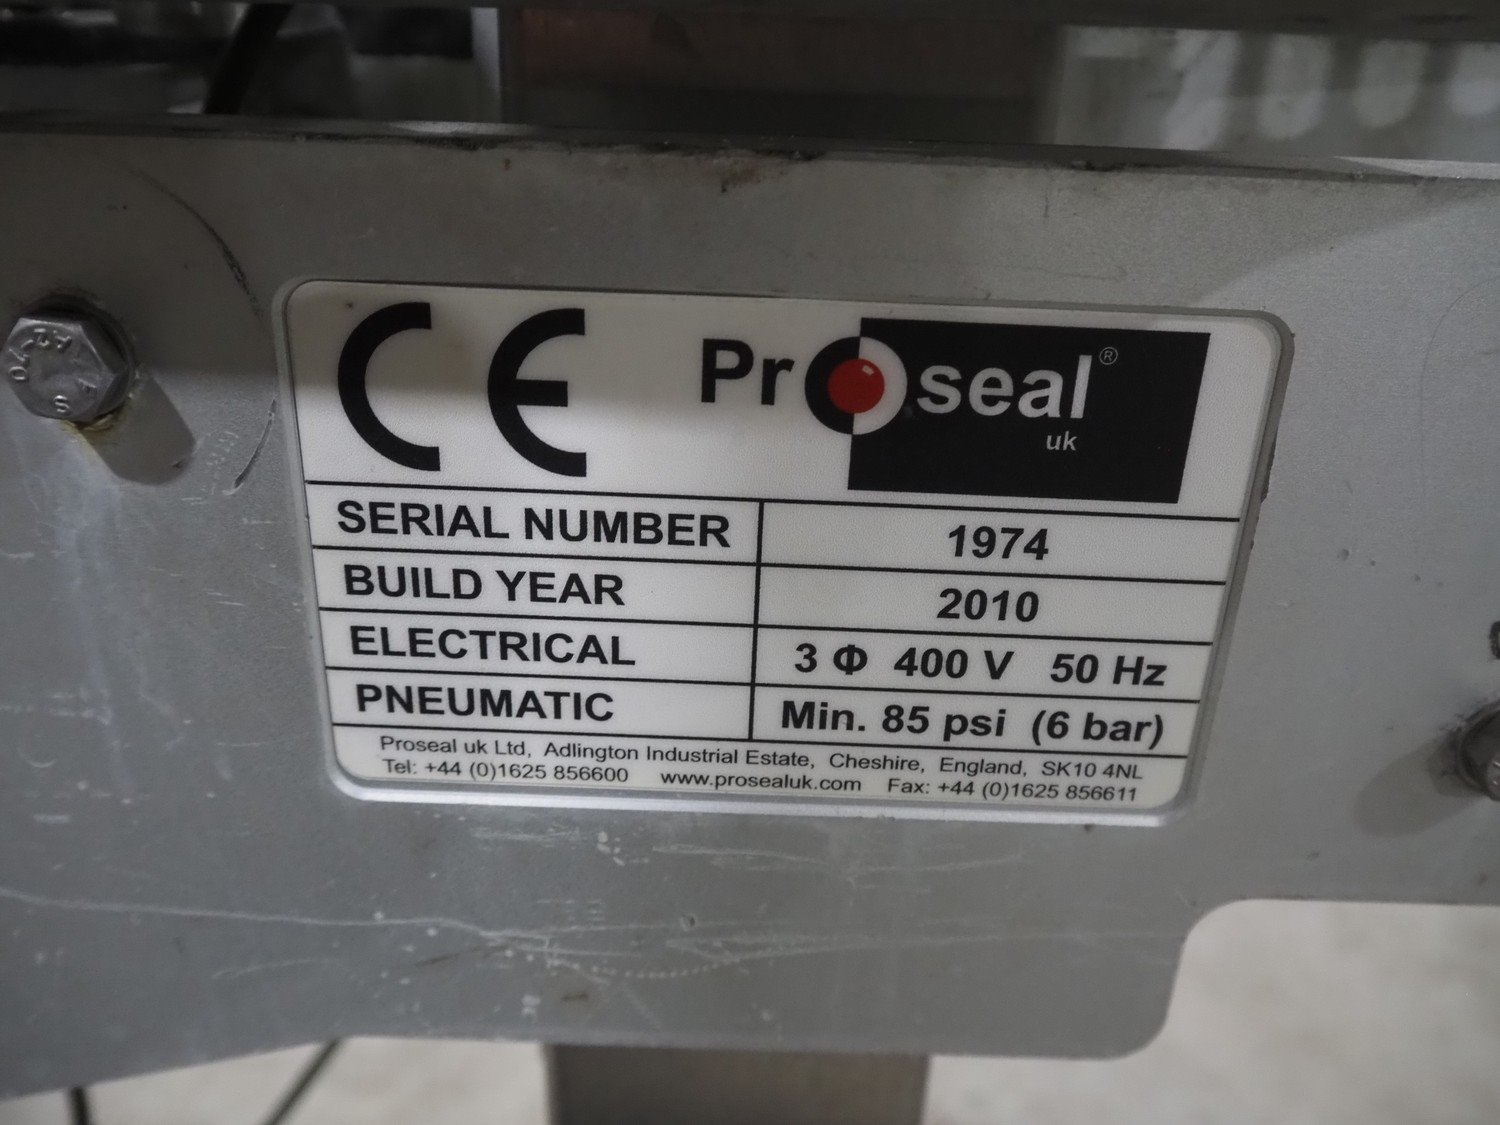 CE Proseal®
uk
SERIAL NUMBER 1974
BUILD YEAR 2010
ELECTRICAL 3 Φ 400 V 50 Hz
PNEUMATIC Min. 85 psi (6 bar)
Proseal uk Ltd, Adlington Industrial Estate, Cheshire, England, SK10 4NL
Tel: +44 (0)1625 856600 www.prosealuk.com Fax: +44 (0)1625 856611